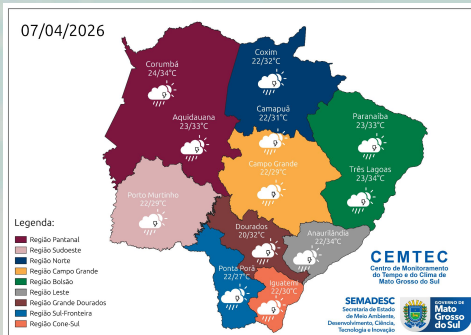 07/04/2026
Corumbá
24/34°C
Coxim
22/32°C
Camapuã
22/31°C
Aquidauana
23/33°C
Paranaíba
23/33°C
Campo Grande
22/29°C
Três Lagoas
23/34°C
Porto Murtinho
22/29°C
Dourados
20/32°C
Anaurilândia
22/34°C
Ponta Porã
22/27°C
Iguatemi
22/30°C
Legenda:
Região Pantanal
Região Sudoeste
Região Norte
Região Campo Grande
Região Bolsão
Região Leste
Região Grande Dourados
Região Sul-Fronteira
Região Cone-Sul
CEMTEC
Centro de Monitoramento
do Tempo e do Clima de
Mato Grosso do Sul
SEMADESC
Secretaria de Estado
de Meio Ambiente,
Desenvolvimento, Ciência,
Tecnologia e Inovação
GOVERNO DE
Mato
Grosso
do Sul